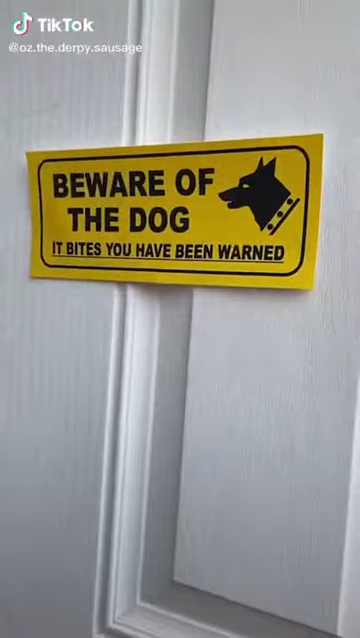 TikTok
@oz.the.derpy.sausage
BEWARE OF
THE DOG
IT BITES YOU HAVE BEEN WARNED